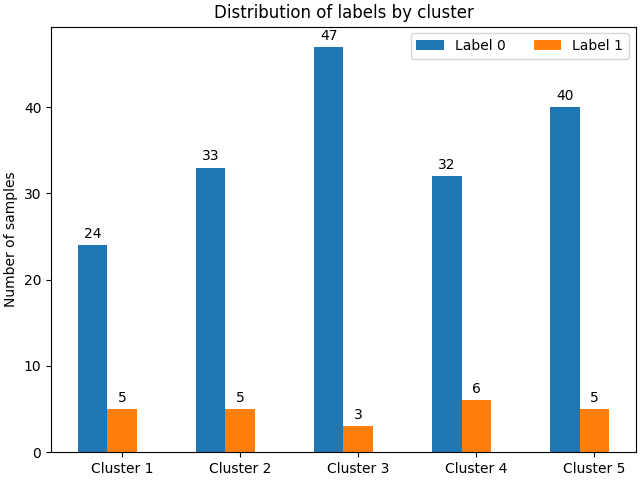 Distribution of labels by cluster
Label 0 Label 1
Number of samples
40
30
20
10
0
24 5 33 5 47 3 32 6 40 5
Cluster 1 Cluster 2 Cluster 3 Cluster 4 Cluster 5